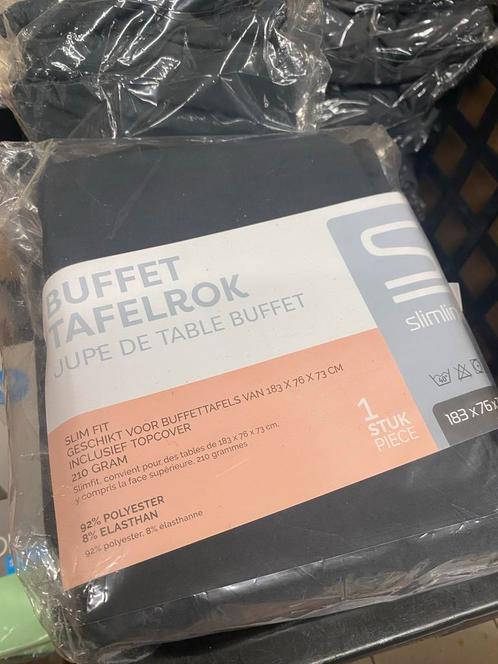 BUFFET
TAFELROK
JUPE DE TABLE BUFFET
SLIM FIT
GESCHIKT VOOR BUFFETTAFELS VAN 183 X 76 X 73 CM
INCLUSIEF TOPCOVER
210 GRAM
Slimfit, convient pour des tables de 183 x 76 x 73 cm.
y compris la face supérieure, 210 grammes
92% POLYESTER
8% ELASTHAN
92% polyester, 8% élasthanne
1
STUK
PIECE
slimlin
40°
183 x 76 x